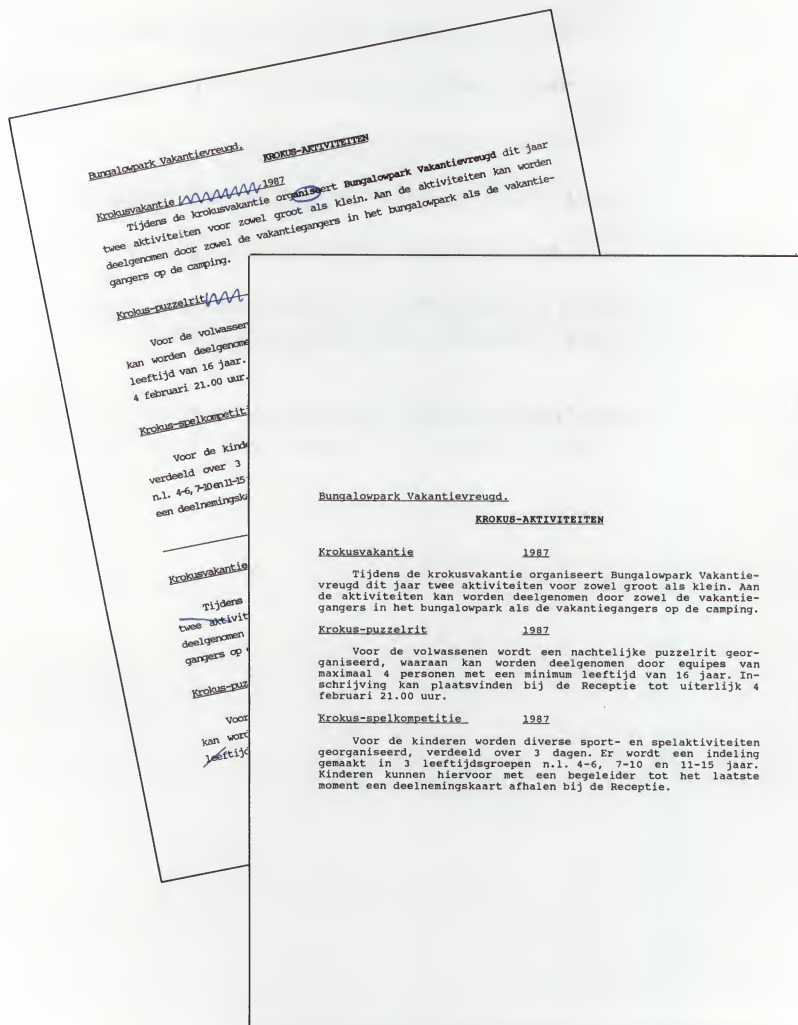 Bungalowpark Vakantievreugd.
KROKUS-AKTIVITEITEN
Krokusvakantie 1987
Tijdens de krokusvakantie organiseert Bungalowpark Vakantievreugd dit jaar
twee aktiviteiten voor zowel groot als klein. Aan de aktiviteiten kan worden
deelgenomen door zowel de vakantiegangers in het bungalowpark als de vakantie-
gangers op de camping.
Krokus-puzzelrit
Voor de volwassen
kan worden deelgenome
leeftijd van 16 jaar.
4 februari 21.00 uur.
Krokus-spelkompetiti
Voor de kinde
verdeeld over 3
n.l. 4-6, 7-10 en 11-15
een deelnemingska
Krokusvakantie
Tijdens
twee aktivit
deelgenomen
gangers op
Krokus-puz
Voor
kan word
leeftijd
Bungalowpark Vakantievreugd.
KROKUS-AKTIVITEITEN
Krokusvakantie 1987
Tijdens de krokusvakantie organiseert Bungalowpark Vakantie-
vreugd dit jaar twee aktiviteiten voor zowel groot als klein. Aan
de aktiviteiten kan worden deelgenomen door zowel de vakantie-
gangers in het bungalowpark als de vakantiegangers op de camping.
Krokus-puzzelrit 1987
Voor de volwassenen wordt een nachtelijke puzzelrit geor-
ganiseerd, waaraan kan worden deelgenomen door equipes van
maximaal 4 personen met een minimum leeftijd van 16 jaar. In-
schrijving kan plaatsvinden bij de Receptie tot uiterlijk 4
februari 21.00 uur.
Krokus-spelkompetitie 1987
Voor de kinderen worden diverse sport- en spelaktiviteiten
georganiseerd, verdeeld over 3 dagen. Er wordt een indeling
gemaakt in 3 leeftijdsgroepen n.l. 4-6, 7-10 en 11-15 jaar.
Kinderen kunnen hiervoor met een begeleider tot het laatste
moment een deelnemingskaart afhalen bij de Receptie.